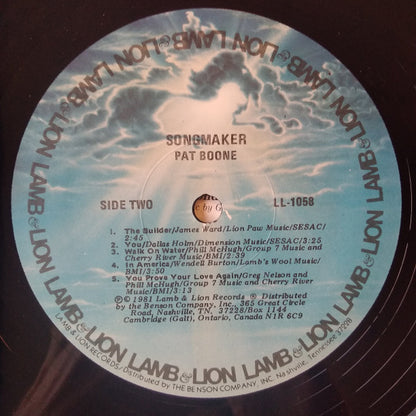 LION LAMB & LION LAMB & LION LAMB & LION LAMB & LION LAMB & LION LAMB &
SONGMAKER
PAT BOONE
SIDE TWO
LL-1058
1. The Builder/James Ward/Lion Paw Music/SESAC/
2:45
2. You/Dallas Holm/Dimension Music/SESAC/3:25
3. Walk On Water/Phill McHugh/Group 7 Music and
Cherry River Music/BMI/2:39
4. In America/Wendell Burton/Lamb's Wool Music/
BMI/3:50
5. You Prove Your Love Again/Greg Nelson and
Phill McHugh/Group 7 Music and Cherry River
Music/BMI/3:13
© ℗ 1981 Lamb & Lion Records ® Distributed
by the Benson Company, Inc. 365 Great Circle
Road, Nashville, TN. 37228/Box 1144
Cambridge (Galt), Ontario, Canada N1R 6C9
LAMB & LION RECORDS/Distributed by THE BENSON COMPANY, INC. Nashville, Tennessee 37228